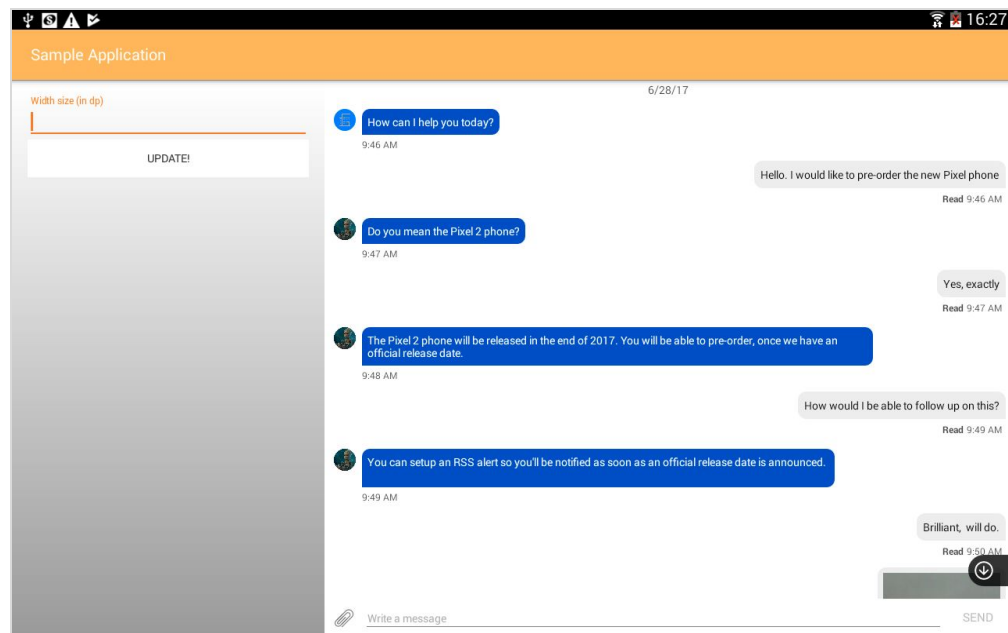 16:27
Sample Application
Width size (in dp)
UPDATE!
6/28/17
How can I help you today?
9:46 AM
Hello. I would like to pre-order the new Pixel phone
Read 9:46 AM
Do you mean the Pixel 2 phone?
9:47 AM
Yes, exactly
Read 9:47 AM
The Pixel 2 phone will be released in the end of 2017. You will be able to pre-order, once we have an
official release date.
9:48 AM
How would I be able to follow up on this?
Read 9:49 AM
You can setup an RSS alert so you'll be notified as soon as an official release date is announced.
9:49 AM
Brilliant, will do.
Read 9:50 AM
Write a message
SEND